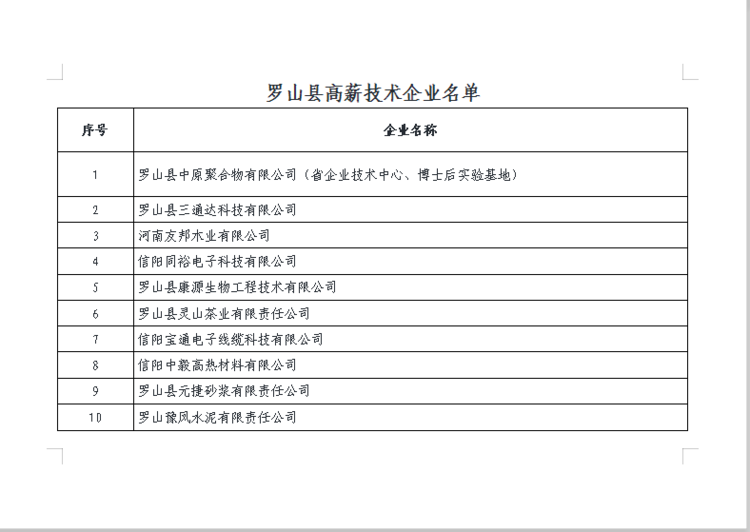 罗山县高薪技术企业名单
序号 企业名称
1 罗山县中原聚合物有限公司（省企业技术中心、博士后实验基地）
2 罗山县三通达科技有限公司
3 河南友邦木业有限公司
4 信阳同裕电子科技有限公司
5 罗山县康源生物工程技术有限公司
6 罗山县灵山茶业有限责任公司
7 信阳宝通电子线缆科技有限公司
8 信阳中毅高热材料有限公司
9 罗山县元捷砂浆有限责任公司
10 罗山豫风水泥有限责任公司